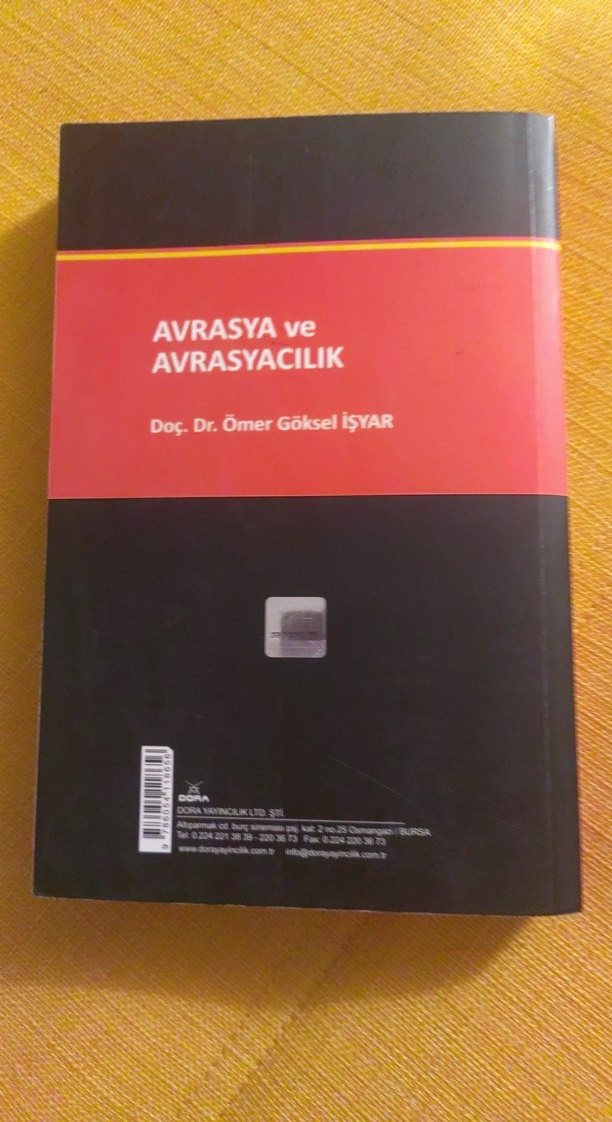 AVRASYA ve
AVRASYACILIK
Doç. Dr. Ömer Göksel İŞYAR
DORA
DORA YAYINCILIK LTD. ŞTİ.
Altıparmak cd. burç sineması psj. kat: 2 no:25 Osmangazi / BURSA
Tel: 0.224 221 38 38 - 220 36 73 Fax: 0.224 220 36 73
www.dorayayincilik.com.tr info@dorayayincilik.com.tr